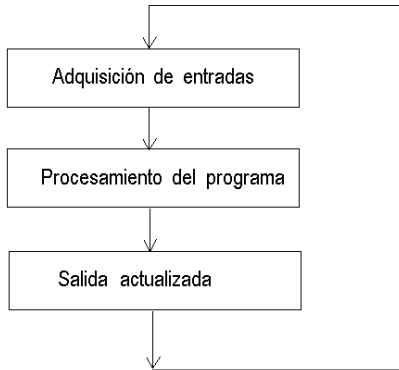 Adquisición de entradas
Procesamiento del programa
Salida actualizada